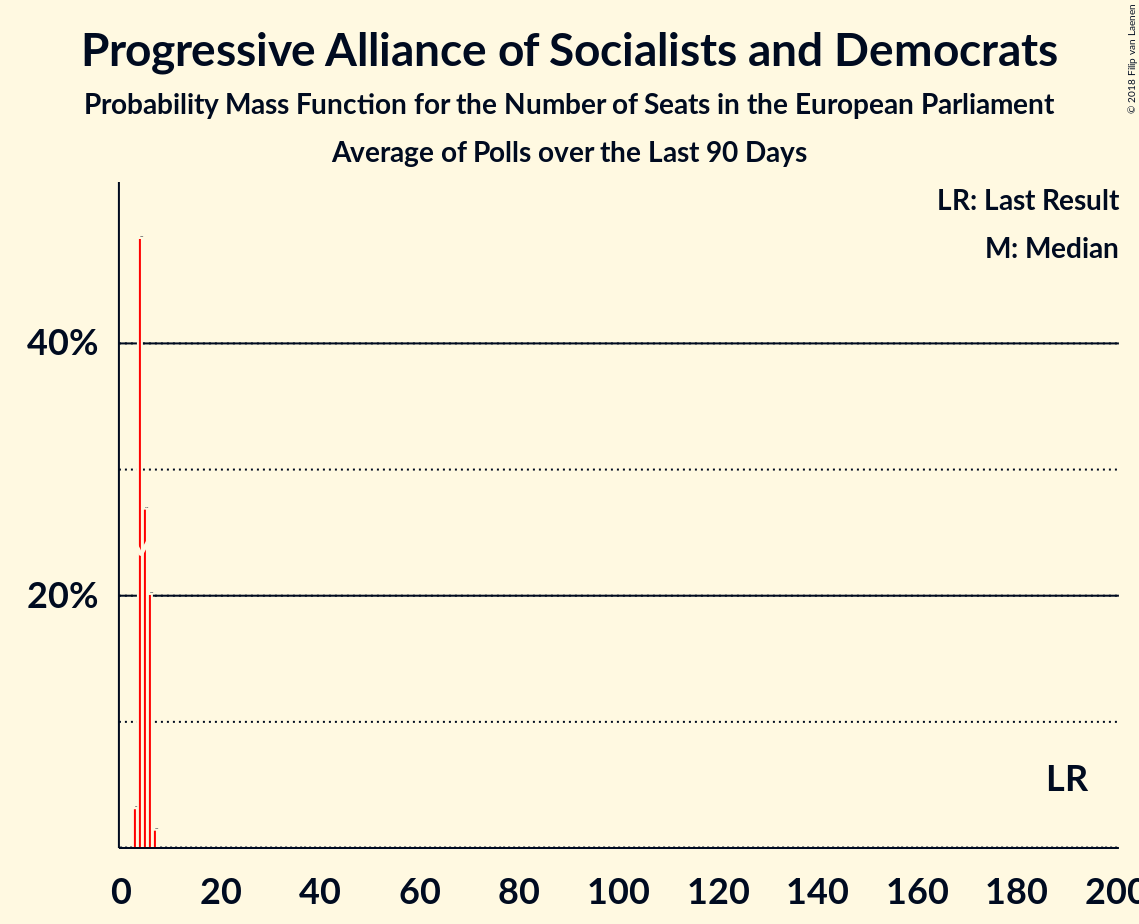 Progressive Alliance of Socialists and Democrats
Probability Mass Function for the Number of Seats in the European Parliament
Average of Polls over the Last 90 Days
© 2018 Filip van Laenen
LR: Last Result
M: Median
40%
20%
LR
0 20 40 60 80 100 120 140 160 180 200